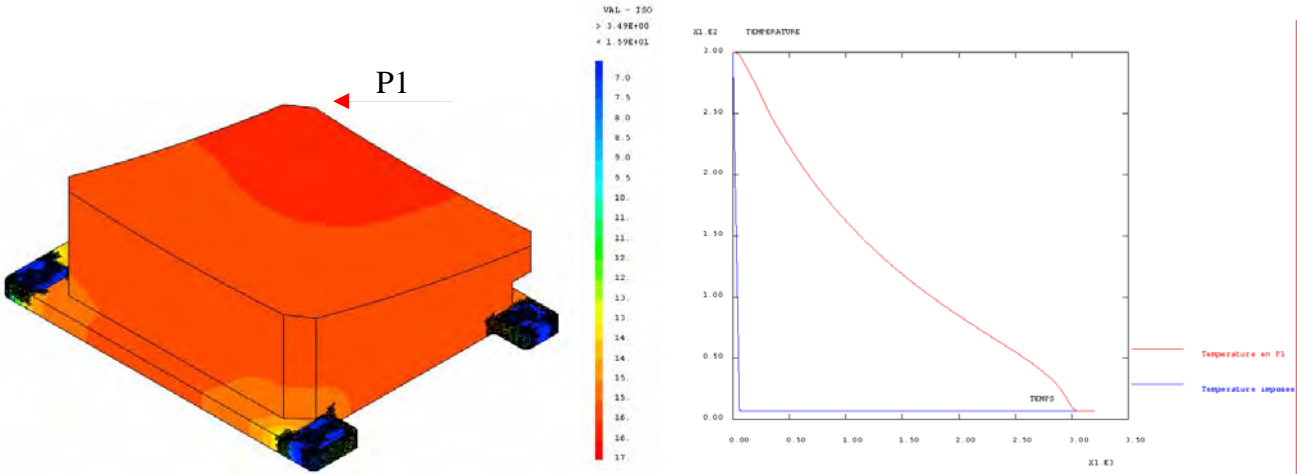 VAL - ISO
> 3.49E+00
< 1.59E+01
P1
7.0
7.5
8.0
8.5
9.0
9.5
10.
10.
11.
11.
12.
12.
13.
13.
14.
14.
15.
15.
16.
16.
17.
X1.E2 TEMPERATURE
3.00
2.50
2.00
1.50
1.00
0.50
0.00
TEMPS
0.00 0.50 1.00 1.50 2.00 2.50 3.00 3.50
X1.E3
Temperature en P1
Temperature imposee